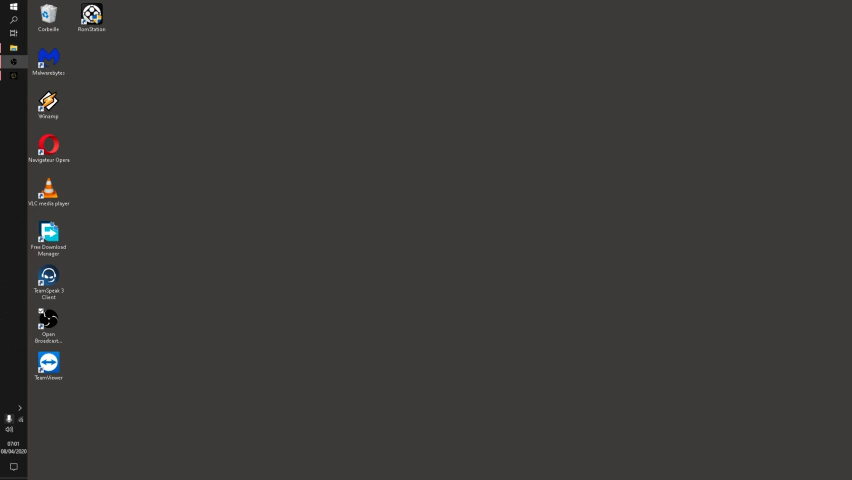 Corbeille
RomStation
Malwarebytes
Winamp
Navigateur Opera
VLC media player
Free Download
Manager
TeamSpeak 3
Client
Open
Broadcast...
TeamViewer
07:01
08/04/2020